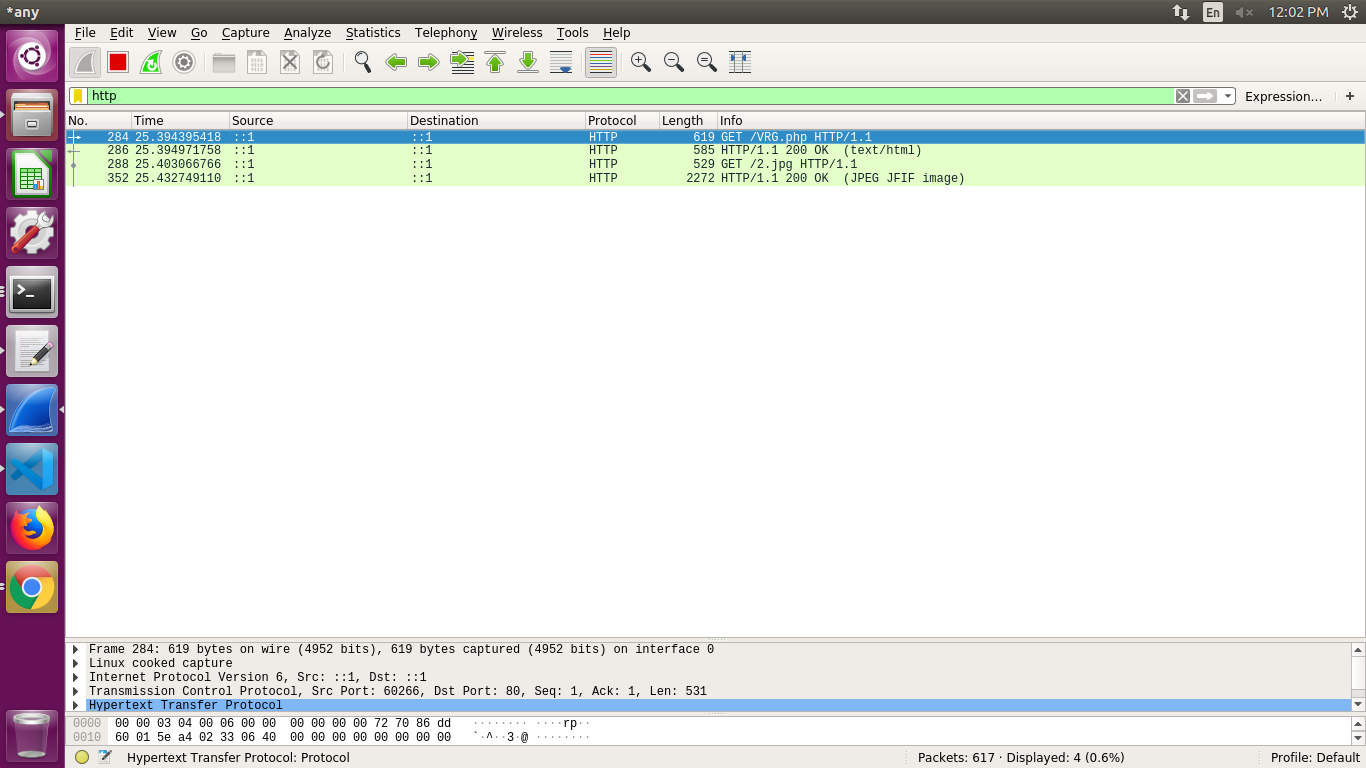 *any
En
12:02 PM
File Edit View Go Capture Analyze Statistics Telephony Wireless Tools Help
http
Expression…
+
No. Time Source Destination Protocol Length Info
284 25.394395418 ::1 ::1 HTTP 619 GET /VRG.php HTTP/1.1
286 25.394971758 ::1 ::1 HTTP 585 HTTP/1.1 200 OK (text/html)
288 25.403066766 ::1 ::1 HTTP 529 GET /2.jpg HTTP/1.1
352 25.432749110 ::1 ::1 HTTP 2272 HTTP/1.1 200 OK (JPEG JFIF image)
Frame 284: 619 bytes on wire (4952 bits), 619 bytes captured (4952 bits) on interface 0
Linux cooked capture
Internet Protocol Version 6, Src: ::1, Dst: ::1
Transmission Control Protocol, Src Port: 60266, Dst Port: 80, Seq: 1, Ack: 1, Len: 531
Hypertext Transfer Protocol
0000 00 00 03 04 00 06 00 00 00 00 00 00 72 70 86 dd ········ ····rp··
0010 60 01 5e a4 02 33 06 40 00 00 00 00 00 00 00 00 `·^··3·@ ········
Hypertext Transfer Protocol: Protocol
Packets: 617 · Displayed: 4 (0.6%)
Profile: Default